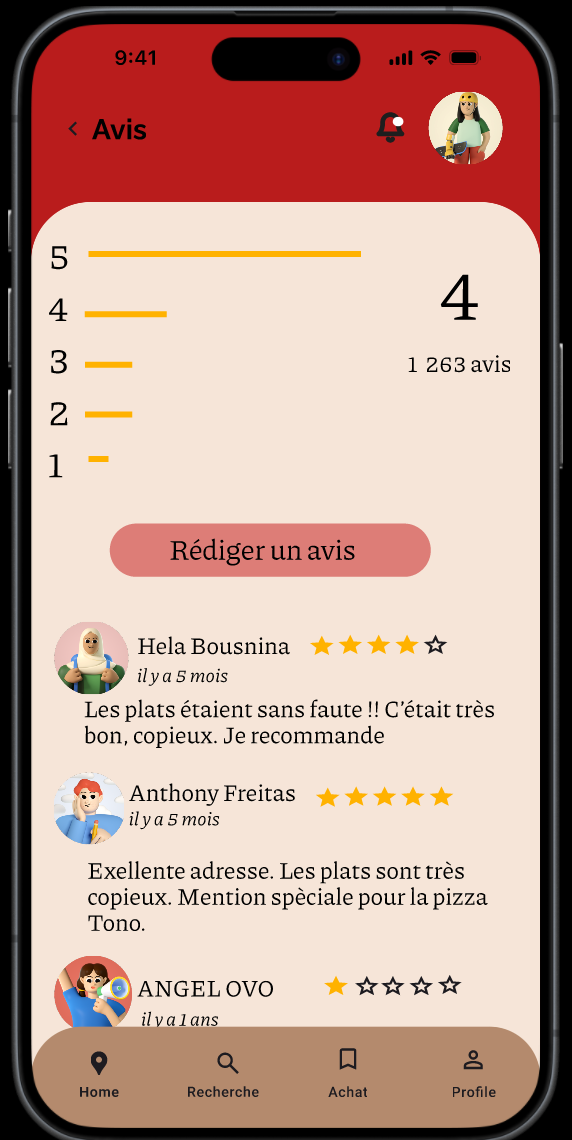 9:41
Avis
5
4
3
2
1
4
1 263 avis
Rédiger un avis
Hela Bousnina
il y a 5 mois
Les plats étaient sans faute !! C'était très
bon, copieux. Je recommande
Anthony Freitas
il y a 5 mois
Exellente adresse. Les plats sont très
copieux. Mention spèciale pour la pizza
Tono.
ANGEL OVO
il y a 1 ans
Home Recherche Achat Profile